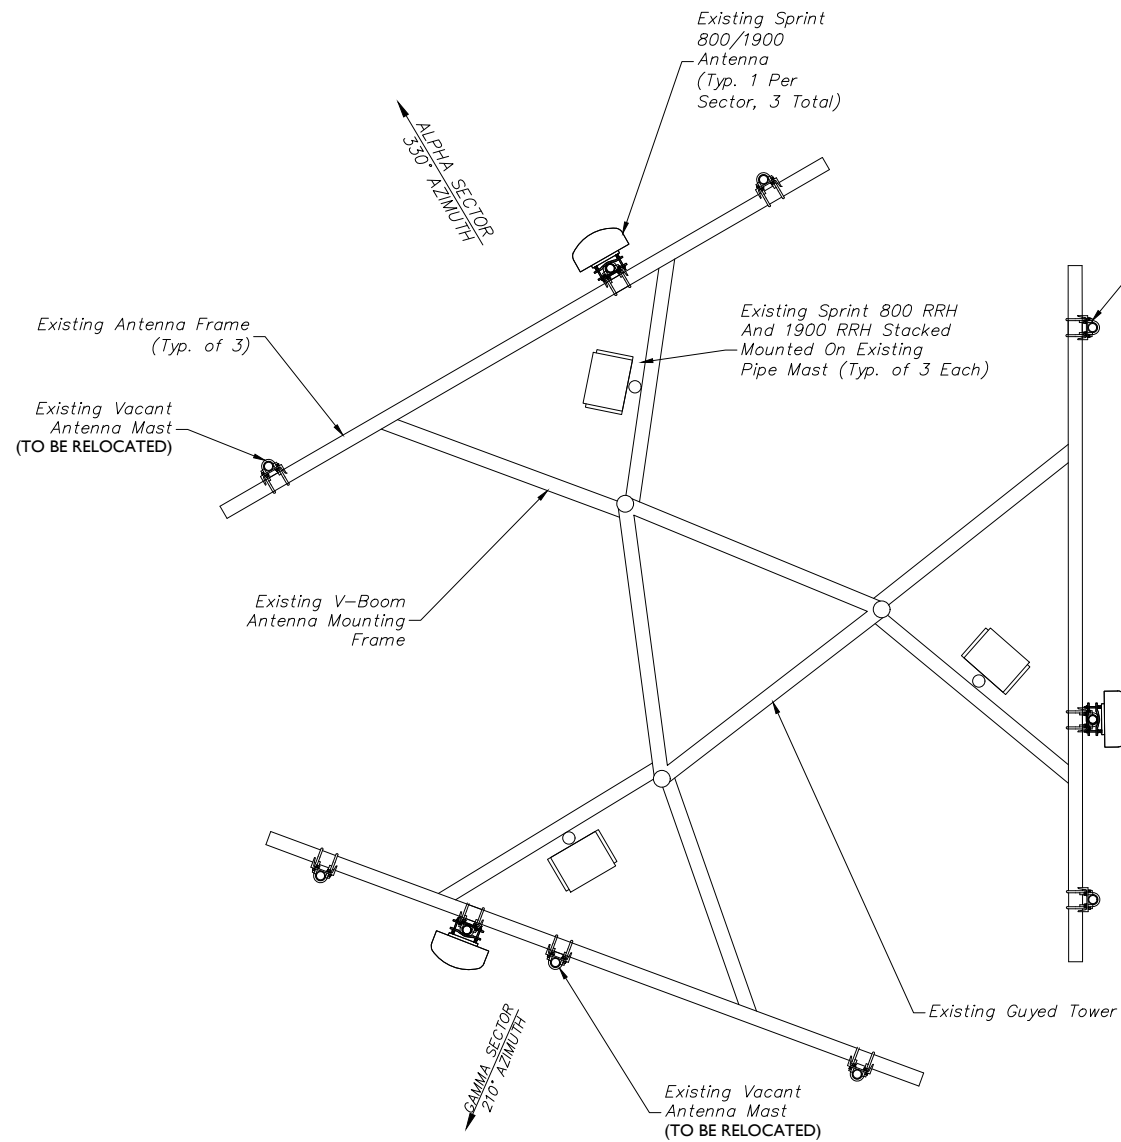 Existing Sprint
800/1900
Antenna
(Typ. 1 Per
Sector, 3 Total)
ALPHA SECTOR
330° AZIMUTH
Existing Antenna Frame
(Typ. of 3)
Existing Sprint 800 RRH
And 1900 RRH Stacked
Mounted On Existing
Pipe Mast (Typ. of 3 Each)
Existing Vacant
Antenna Mast
(TO BE RELOCATED)
Existing V-Boom
Antenna Mounting
Frame
Existing Guyed Tower
GAMMA SECTOR
210° AZIMUTH
Existing Vacant
Antenna Mast
(TO BE RELOCATED)